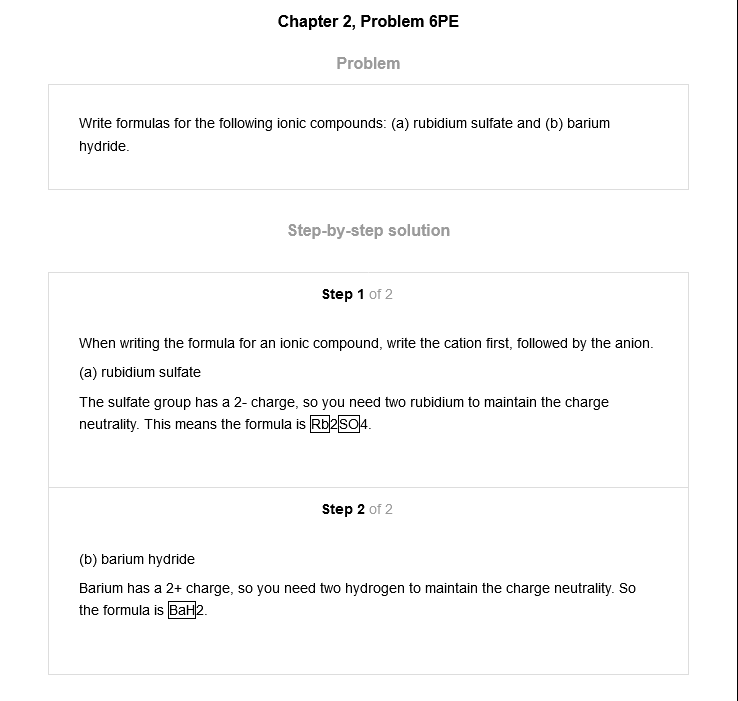 Chapter 2, Problem 6PE
Problem
Write formulas for the following ionic compounds: (a) rubidium sulfate and (b) barium
hydride.
Step-by-step solution
Step 1 of 2
When writing the formula for an ionic compound, write the cation first, followed by the anion.
(a) rubidium sulfate
The sulfate group has a 2- charge, so you need two rubidium to maintain the charge
neutrality. This means the formula is Rb2SO4.
Step 2 of 2
(b) barium hydride
Barium has a 2+ charge, so you need two hydrogen to maintain the charge neutrality. So
the formula is BaH2.